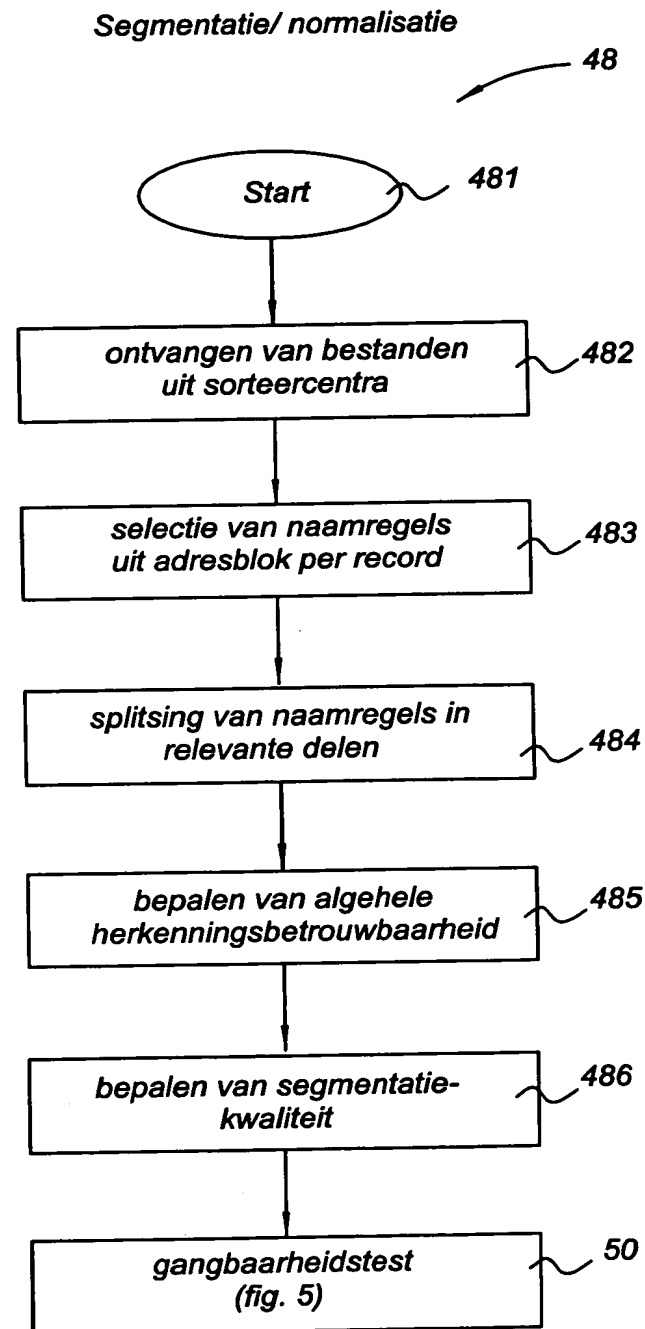 Segmentatie/ normalisatie
48
Start
481
ontvangen van bestanden
uit sorteercentra
482
selectie van naamregels
uit adresblok per record
483
splitsing van naamregels in
relevante delen
484
bepalen van algehele
herkenningsbetrouwbaarheid
485
bepalen van segmentatie-
kwaliteit
486
gangbaarheidstest
(fig. 5)
50